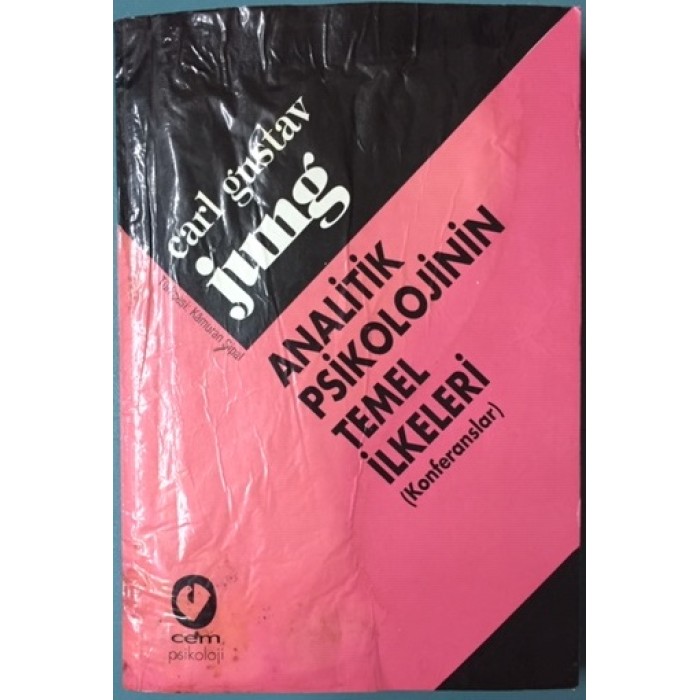 carl gustav
jung
Türkçesi: Kâmuran Şipal
ANALİTİK
PSİKOLOJİNİN
TEMEL
İLKELERİ
(Konferanslar)
cem
psikoloji